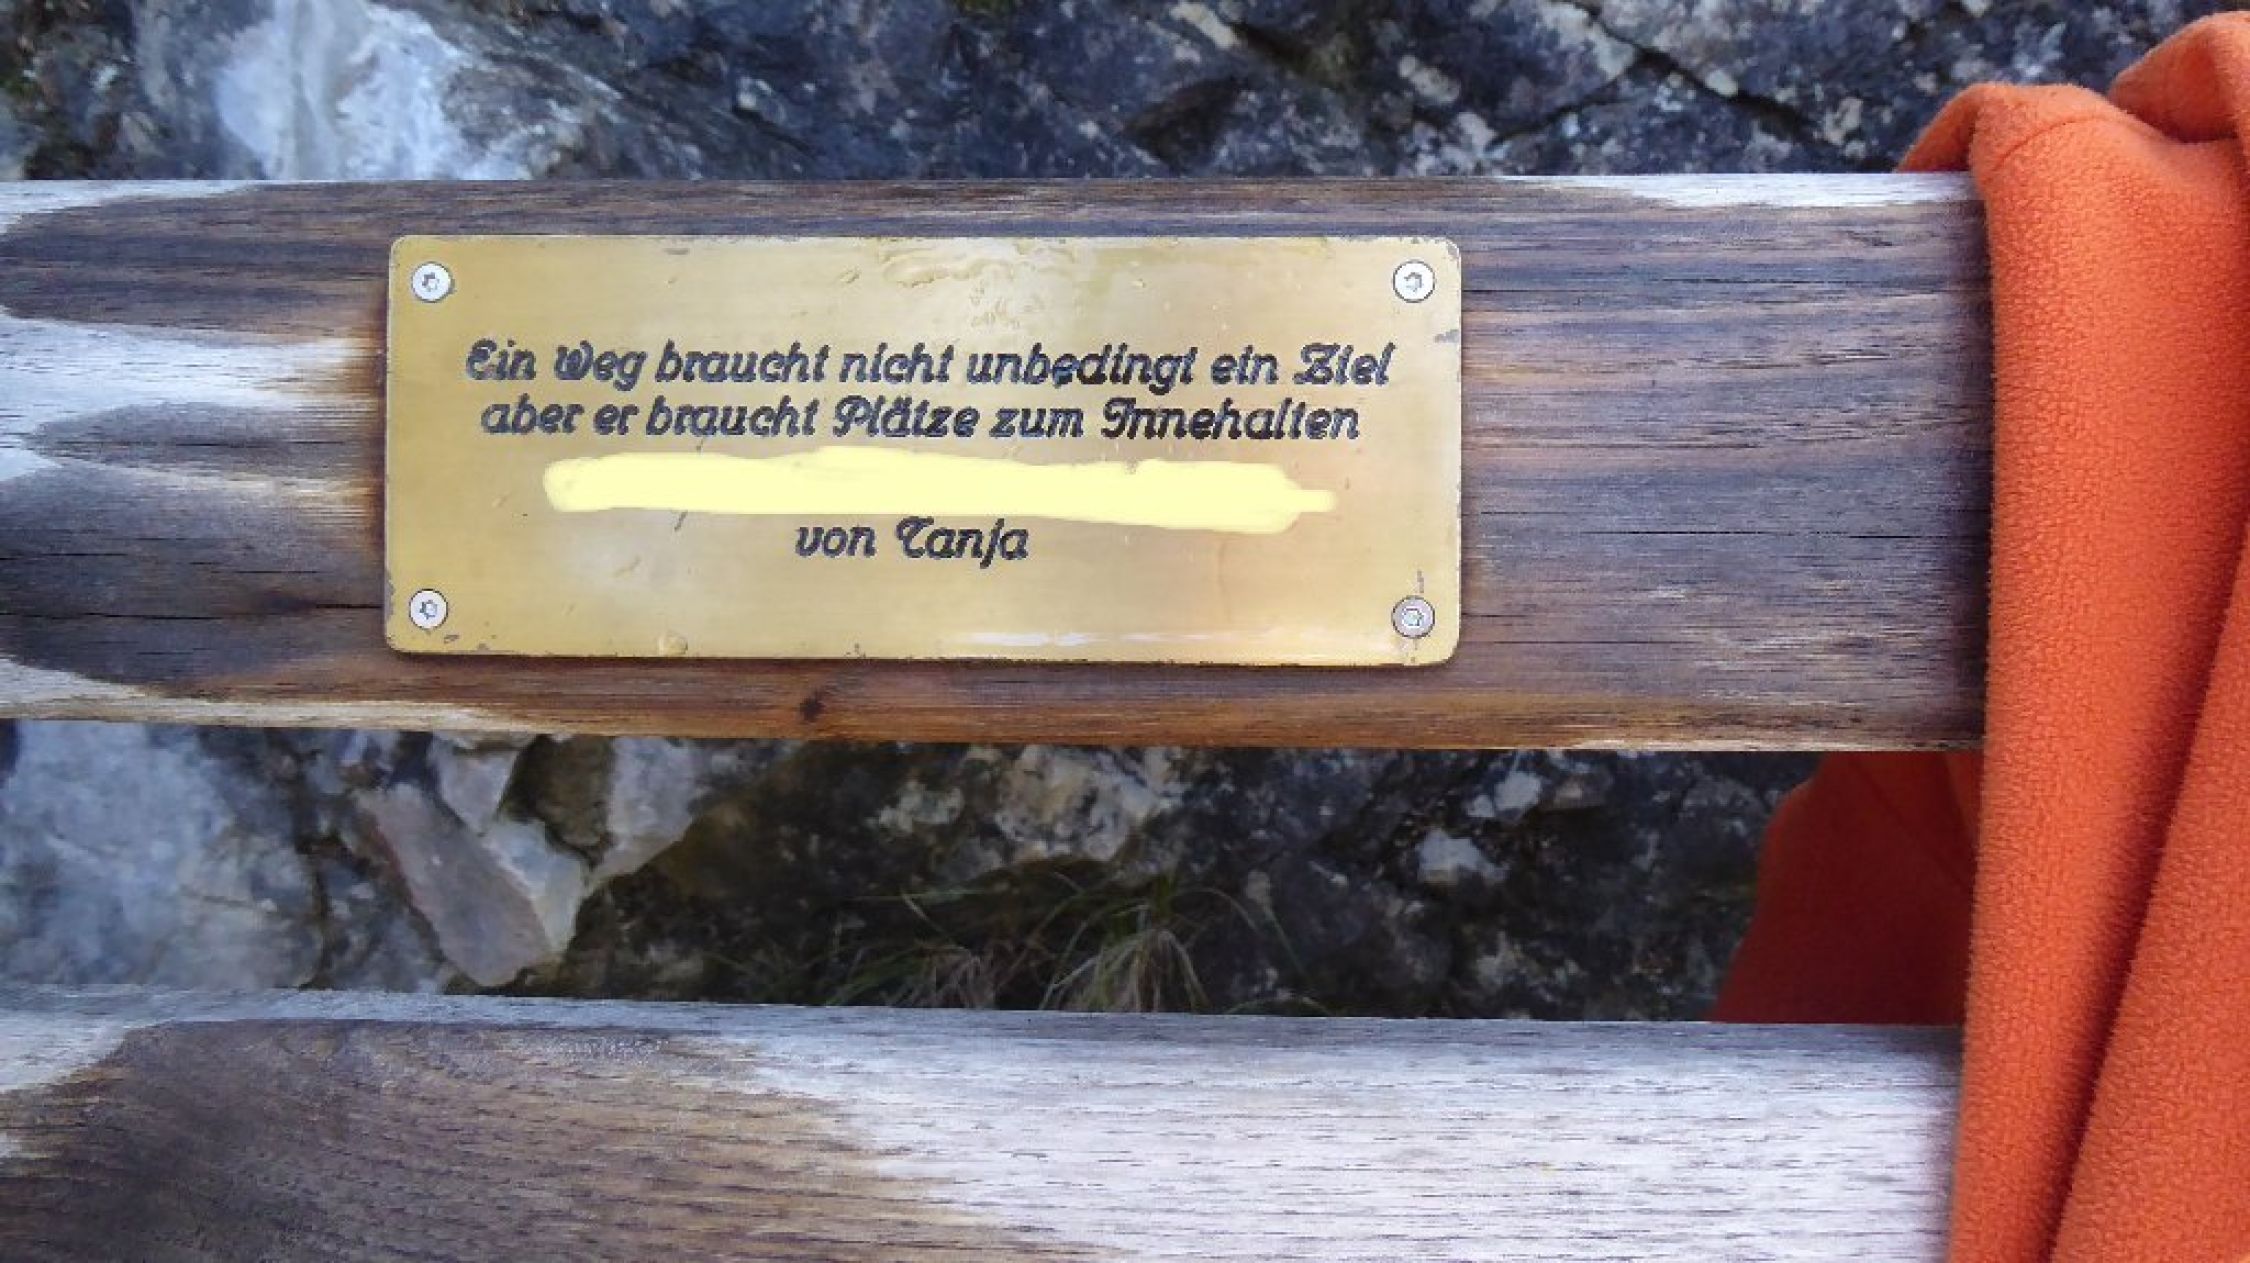 Ein Weg braucht nicht unbedingt ein Ziel
aber er braucht Plätze zum Innehalten
von Tanja